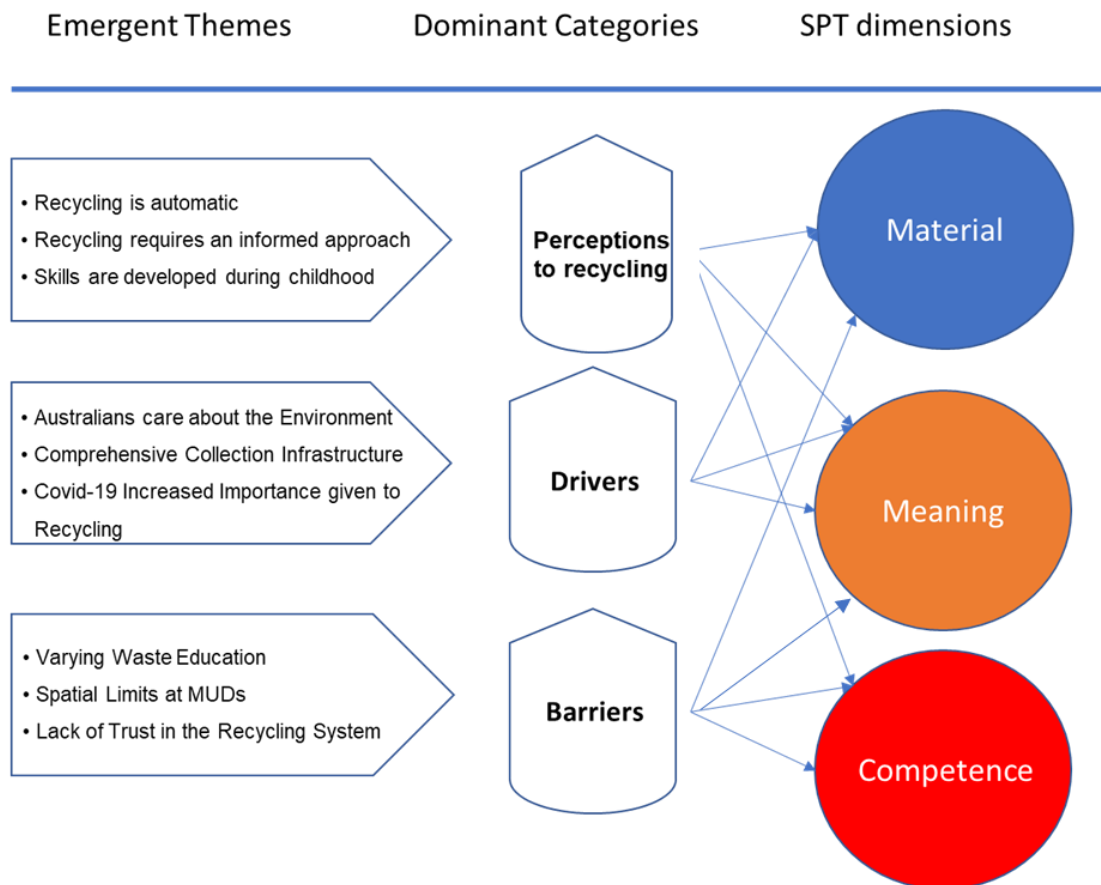 Emergent Themes
Dominant Categories
SPT dimensions
• Recycling is automatic
• Recycling requires an informed approach
• Skills are developed during childhood
Perceptions
to recycling
Material
• Australians care about the Environment
• Comprehensive Collection Infrastructure
• Covid-19 Increased Importance given to
Recycling
Drivers
Meaning
• Varying Waste Education
• Spatial Limits at MUDs
• Lack of Trust in the Recycling System
Barriers
Competence